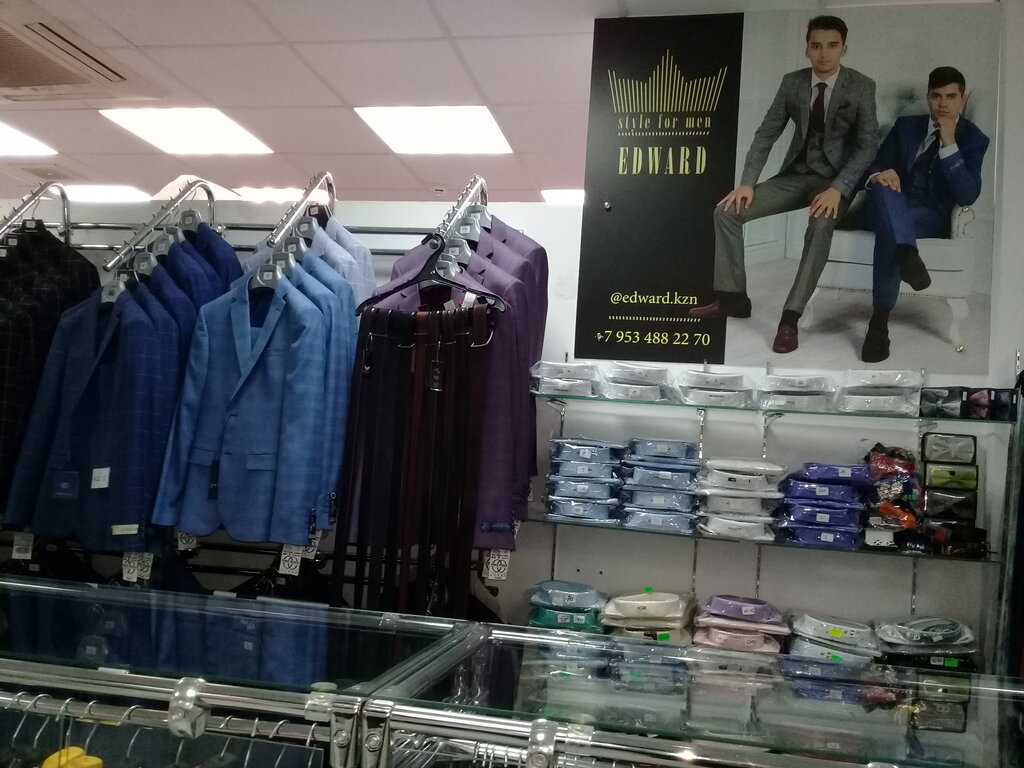 style for men
EDWARD
@edward.kzn
+7 953 488 22 70